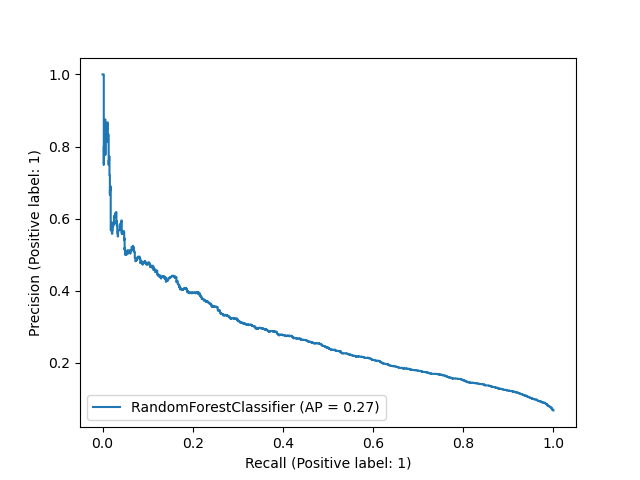 1.0
0.8
0.6
0.4
0.2
Precision (Positive label: 1)
RandomForestClassifier (AP = 0.27)
0.0 0.2 0.4 0.6 0.8 1.0
Recall (Positive label: 1)